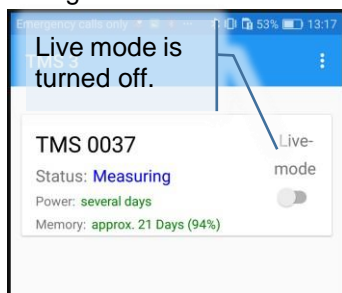 Emergency calls only
53% 13:17
Live mode is
turned off.
TMS 3
TMS 0037
Live-
mode
Status: Measuring
Power: several days
Memory: approx. 21 Days (94%)